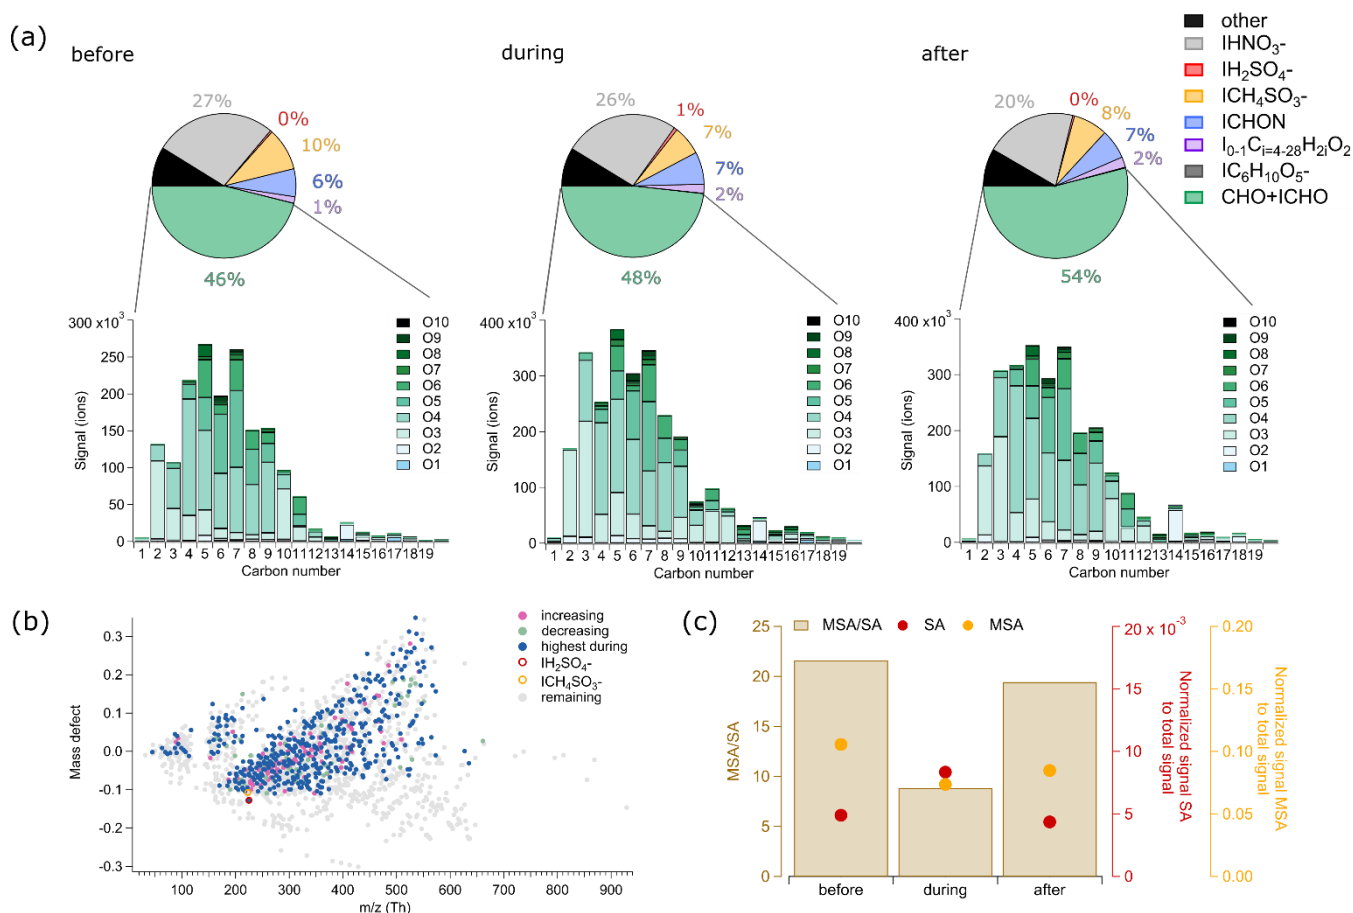 (a)
before
during
after
other
IHNO₃-
IH₂SO₄-
ICH₄SO₃-
ICHON
I₀₋₁Cᵢ₌₄₋₂₈H₂ᵢO₂
IC₆H₁₀O₅-
CHO+ICHO
27%
0%
10%
6%
1%
46%
26%
1%
7%
7%
2%
48%
20%
0%
8%
7%
2%
54%
300 x10³
250
200
150
100
50
0
Signal (ions)
1 2 3 4 5 6 7 8 9 10 11 12 13 14 15 16 17 18 19
Carbon number
O10
O9
O8
O7
O6
O5
O4
O3
O2
O1
400 x10³
300
200
100
0
Signal (ions)
1 2 3 4 5 6 7 8 9 10 11 12 13 14 15 16 17 18 19
Carbon number
O10
O9
O8
O7
O6
O5
O4
O3
O2
O1
400 x10³
300
200
100
0
Signal (ions)
1 2 3 4 5 6 7 8 9 10 11 12 13 14 15 16 17 18 19
Carbon number
O10
O9
O8
O7
O6
O5
O4
O3
O2
O1
(b)
increasing
decreasing
highest during
IH₂SO₄-
ICH₄SO₃-
remaining
0.3
0.2
0.1
0.0
-0.1
-0.2
-0.3
Mass defect
100 200 300 400 500 600 700 800 900
m/z (Th)
(c)
MSA/SA SA MSA
25
20
15
10
5
0
MSA/SA
before during after
20 x 10⁻³
15
10
5
0
Normalized signal SA
to total signal
0.20
0.15
0.10
0.05
0.00
Normalized signal MSA
to total signal